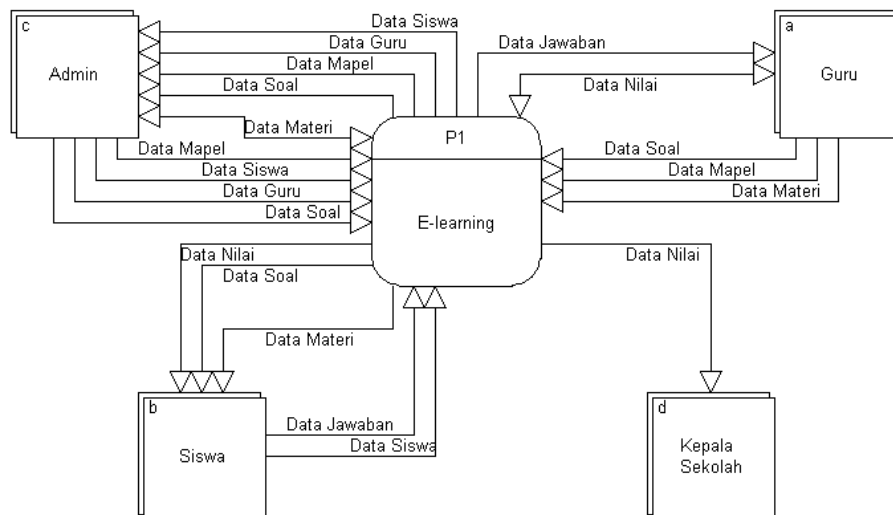 c
Admin
Data Siswa
Data Guru
Data Mapel
Data Soal
Data Materi
Data Mapel
Data Siswa
Data Guru
Data Soal
P1
E-learning
Data Jawaban
Data Nilai
a
Guru
Data Soal
Data Mapel
Data Materi
Data Nilai
Data Soal
Data Materi
Data Nilai
b
Siswa
Data Jawaban
Data Siswa
d
Kepala
Sekolah